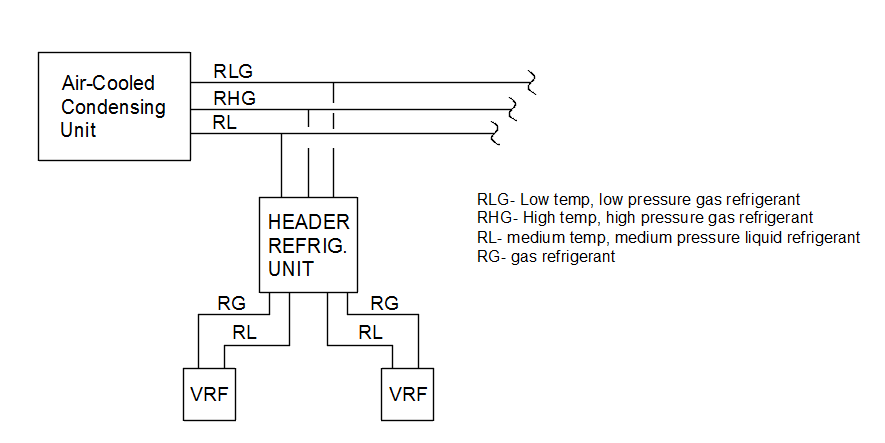 RLG
Air-Cooled
Condensing
Unit
RHG
RL
RLG- Low temp, low pressure gas refrigerant
RHG- High temp, high pressure gas refrigerant
RL- medium temp, medium pressure liquid refrigerant
RG- gas refrigerant
HEADER
REFRIG.
UNIT
RG
RG
RL
RL
VRF
VRF